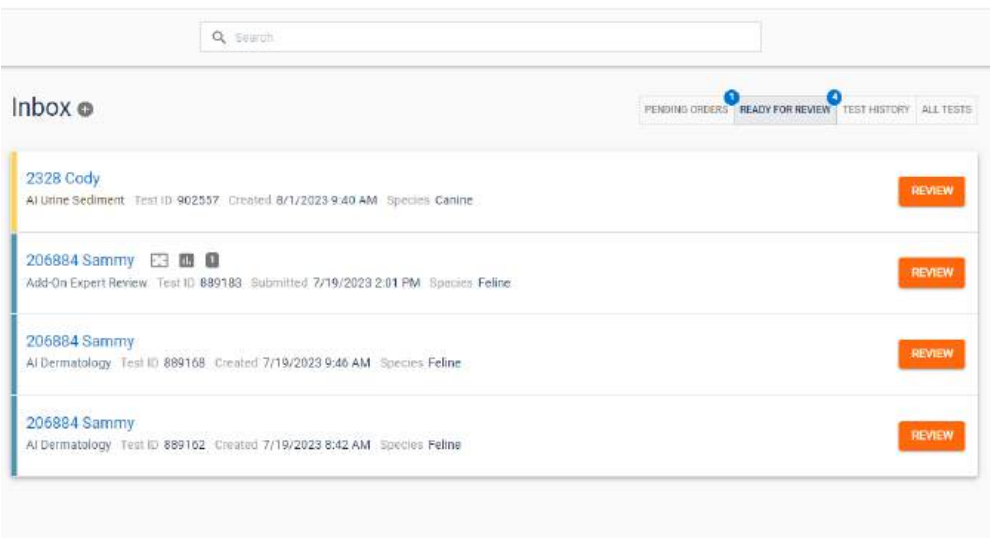 Search
Inbox
1 4
PENDING ORDERS READY FOR REVIEW TEST HISTORY ALL TESTS
2328 Cody
AI Urine Sediment Test ID 902557 Created 8/1/2023 9:40 AM Species Canine
REVIEW
206884 Sammy 1
Add-On Expert Review Test ID 889183 Submitted 7/19/2023 2:01 PM Species Feline
REVIEW
206884 Sammy
AI Dermatology Test ID 889168 Created 7/19/2023 9:46 AM Species Feline
REVIEW
206884 Sammy
AI Dermatology Test ID 889162 Created 7/19/2023 8:42 AM Species Feline
REVIEW